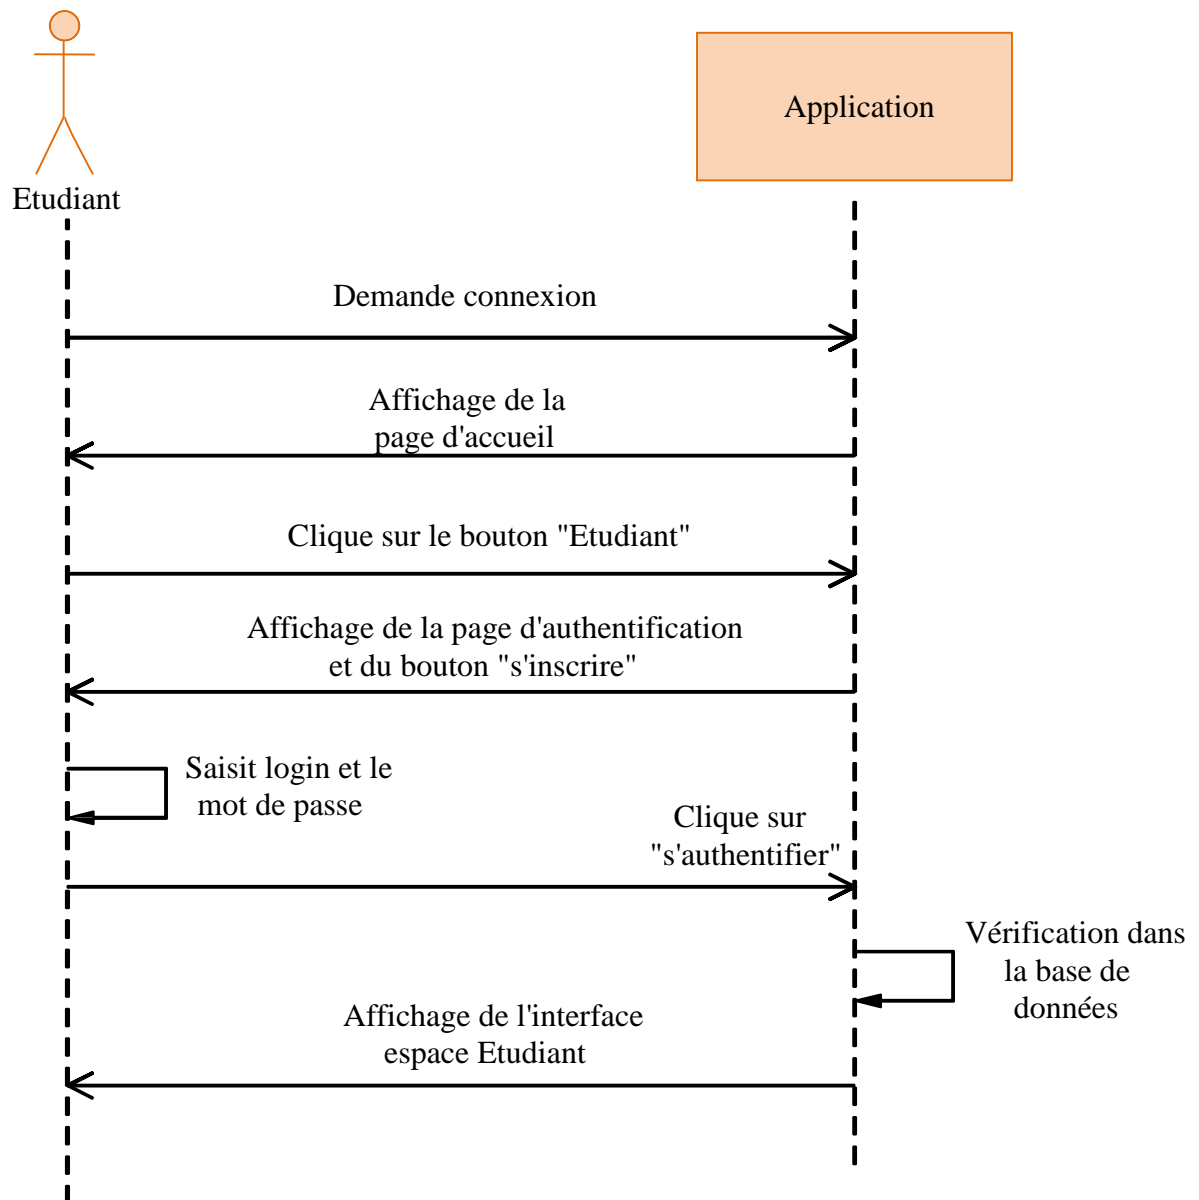 Application
Etudiant
Demande connexion
Affichage de la
page d'accueil
Clique sur le bouton "Etudiant"
Affichage de la page d'authentification
et du bouton "s'inscrire"
Saisit login et le
mot de passe
Clique sur
"s'authentifier"
Vérification dans
la base de
données
Affichage de l'interface
espace Etudiant